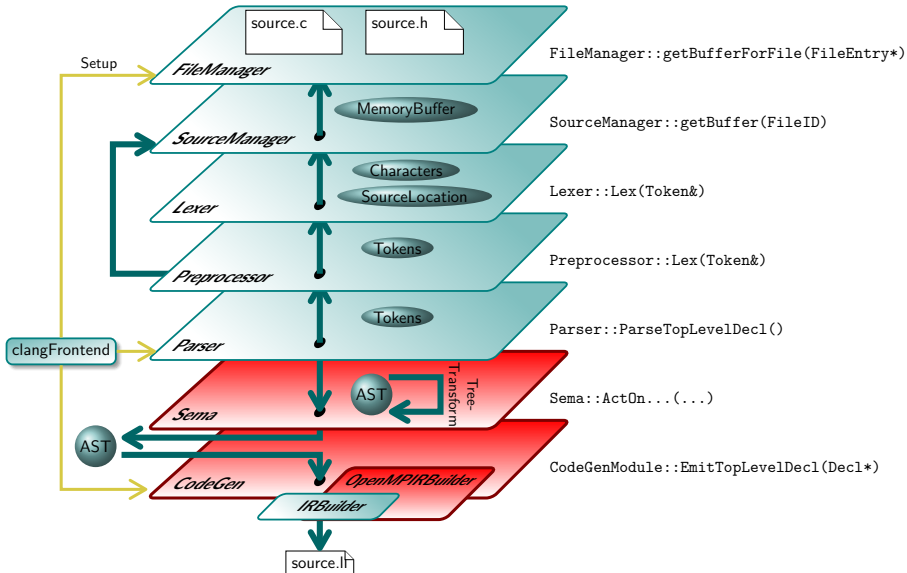 source.c
source.h
Setup
FileManager
FileManager::getBufferForFile(FileEntry*)
MemoryBuffer
SourceManager
SourceManager::getBuffer(FileID)
Characters
SourceLocation
Lexer
Lexer::Lex(Token&)
Tokens
Preprocessor
Preprocessor::Lex(Token&)
Tokens
Parser
Parser::ParseTopLevelDecl()
clangFrontend
AST
Tree-
Transform
Sema
Sema::ActOn...(...)
AST
CodeGen
OpenMPIRBuilder
CodeGenModule::EmitTopLevelDecl(Decl*)
IRBuilder
source.ll